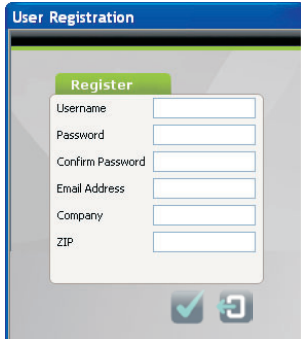 User Registration
Register
Username
Password
Confirm Password
Email Address
Company
ZIP